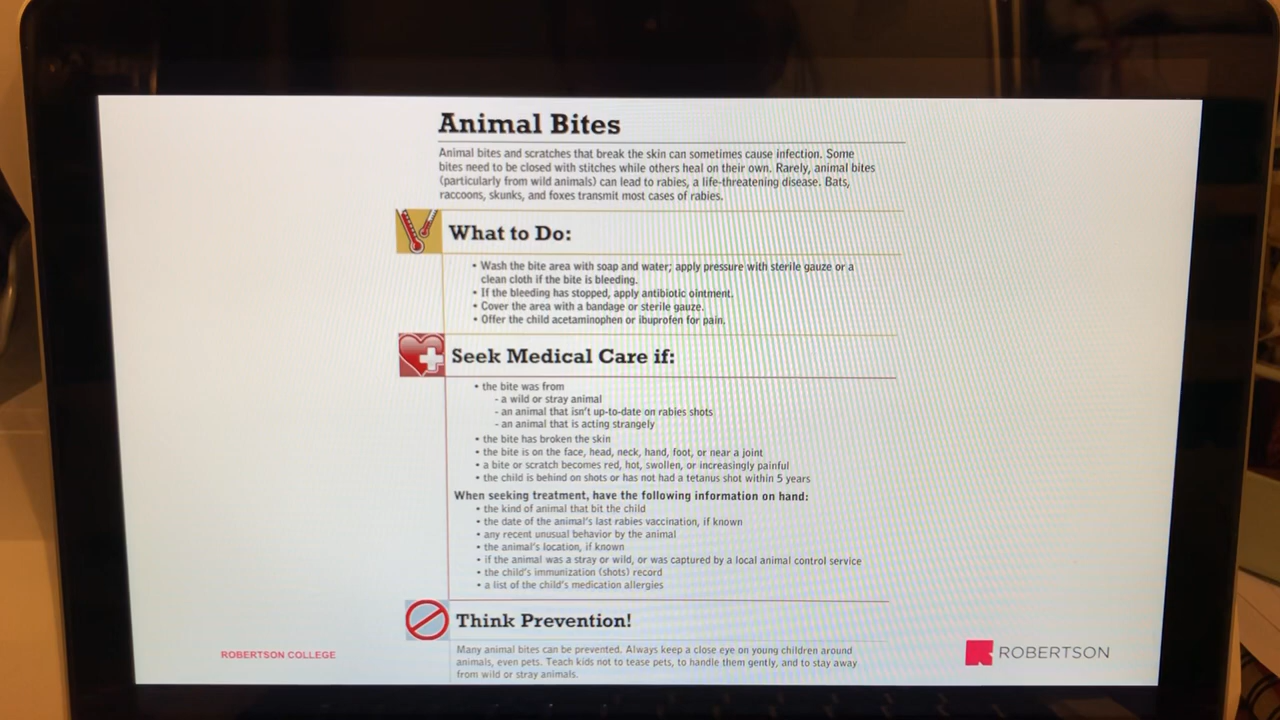 Animal Bites
Animal bites and scratches that break the skin can sometimes cause infection. Some
bites need to be closed with stitches while others heal on their own. Rarely, animal bites
(particularly from wild animals) can lead to rabies, a life-threatening disease. Bats,
raccoons, skunks, and foxes transmit most cases of rabies.
What to Do:
• Wash the bite area with soap and water; apply pressure with sterile gauze or a
clean cloth if the bite is bleeding.
• If the bleeding has stopped, apply antibiotic ointment.
• Cover the area with a bandage or sterile gauze.
• Offer the child acetaminophen or ibuprofen for pain.
Seek Medical Care if:
• the bite was from
- a wild or stray animal
- an animal that isn't up-to-date on rabies shots
- an animal that is acting strangely
• the bite has broken the skin
• the bite is on the face, head, neck, hand, foot, or near a joint
• a bite or scratch becomes red, hot, swollen, or increasingly painful
• the child is behind on shots or has not had a tetanus shot within 5 years
When seeking treatment, have the following information on hand:
• the kind of animal that bit the child
• the date of the animal's last rabies vaccination, if known
• any recent unusual behavior by the animal
• the animal's location, if known
• if the animal was a stray or wild, or was captured by a local animal control service
• the child's immunization (shots) record
• a list of the child's medication allergies
Think Prevention!
Many animal bites can be prevented. Always keep a close eye on young children around
animals, even pets. Teach kids not to tease pets, to handle them gently, and to stay away
from wild or stray animals.
ROBERTSON COLLEGE
ROBERTSON